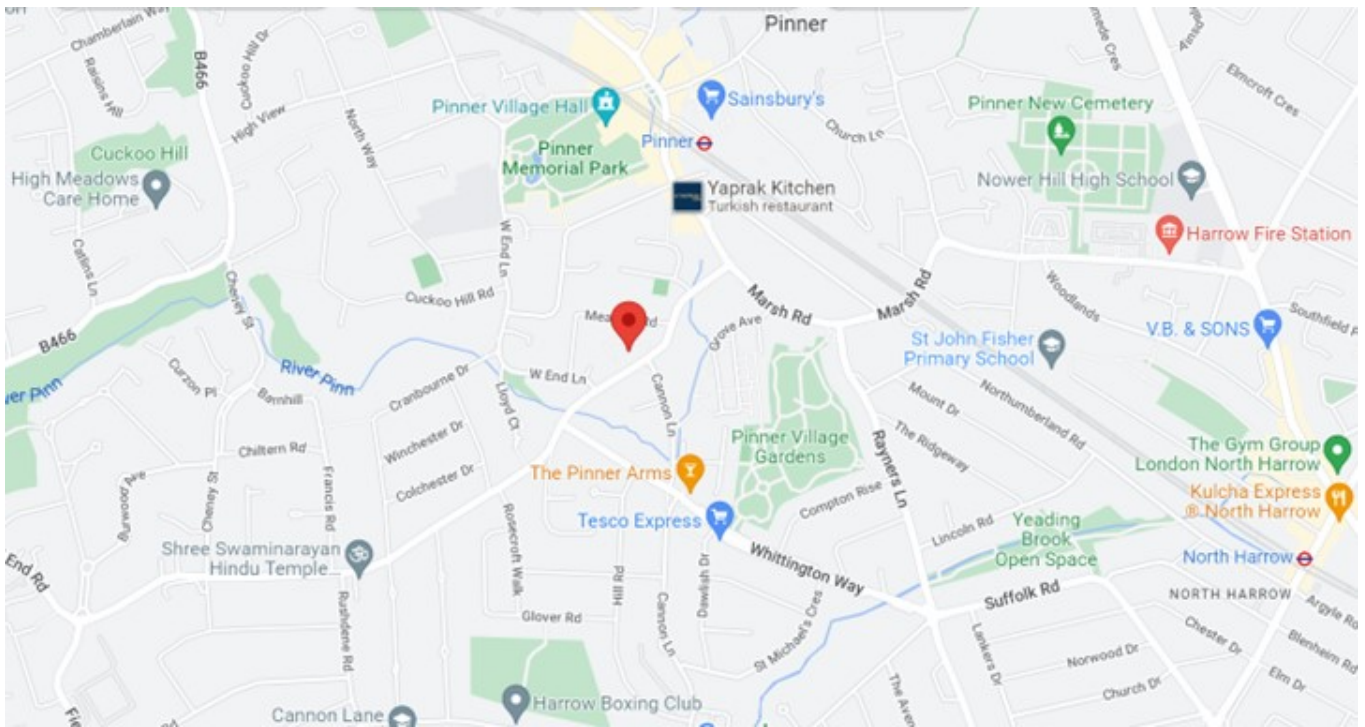 Pinner
Chamberlain Way
B466
Cuckoo Hill Dr
Raisins Hill
High View
North Way
Pinner Village Hall
Sainsbury's
Church Ln
Elmcroft Cres
Pinner New Cemetery
Pinner
Pinner
Memorial Park
Cuckoo Hill
High Meadows
Care Home
Nower Hill High School
Yaprak Kitchen
Turkish restaurant
Harrow Fire Station
W End Ln
Catlins Ln
Cheney St
Cuckoo Hill Rd
Marsh Rd
Marsh Rd
Woodlands
Southfield P
Grove Ave
V.B. & SONS
St John Fisher
Primary School
B466
River Pinn
ver Pinn
Curzon Pl
Barnhill
Cranbourne Dr
W End Ln
Lloyd Ct
Cannon Ln
Mount Dr
Northumberland Rd
The Ridgeway
Rayners Ln
Winchester Dr
Chiltern Rd
Colchester Dr
Pinner Village
Gardens
The Gym Group
London North Harrow
The Pinner Arms
Kulcha Express
® North Harrow
Burwood Ave
Cheney St
Francis Rd
Compton Rise
Tesco Express
Rosecroft Walk
Lincoln Rd
Yeading
Brook
Open Space
Shree Swaminarayan
Hindu Temple
Whittington Way
North Harrow
End Rd
Hill Rd
Suffolk Rd
NORTH HARROW
Argyle Ro
Rushdene Rd
Glover Rd
Cannon Ln
St Michael's Cres
Lankers Dr
Chester Dr
Blenheim Rd
Norwood Dr
Elm Dr
Church Dr
Harrow Boxing Club
The Aven
Cannon Lane